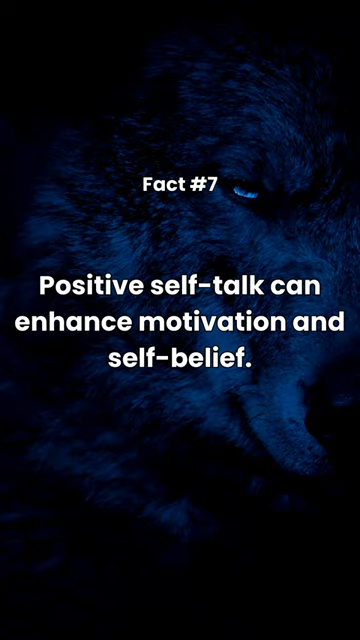 Fact #7
Positive self-talk can
enhance motivation and
self-belief.